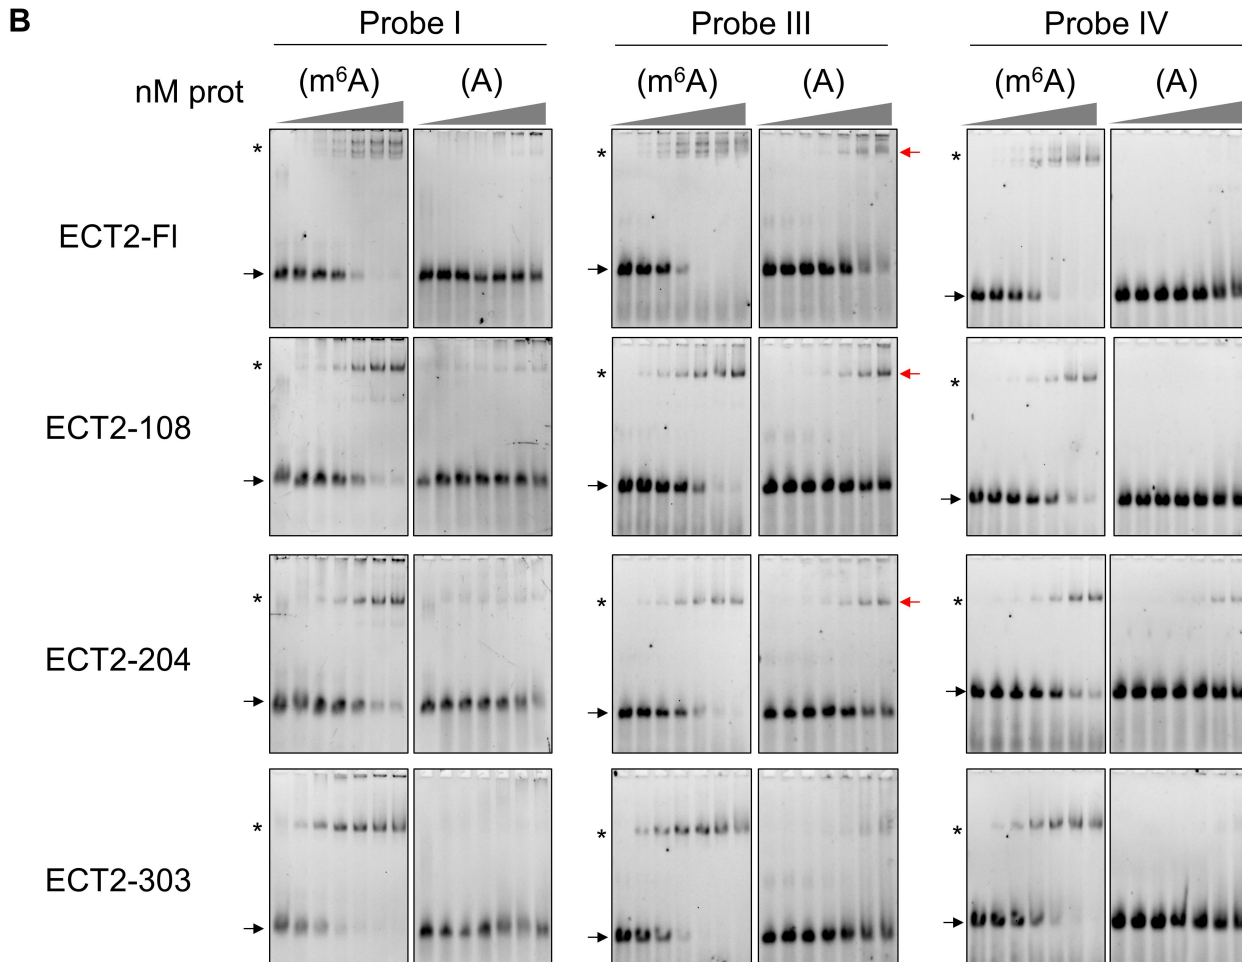 B
Probe I Probe III Probe IV
nM prot (m⁶A) (A) (m⁶A) (A) (m⁶A) (A)
* * *
ECT2-Fl
* * *
ECT2-108
* * *
ECT2-204
* * *
ECT2-303